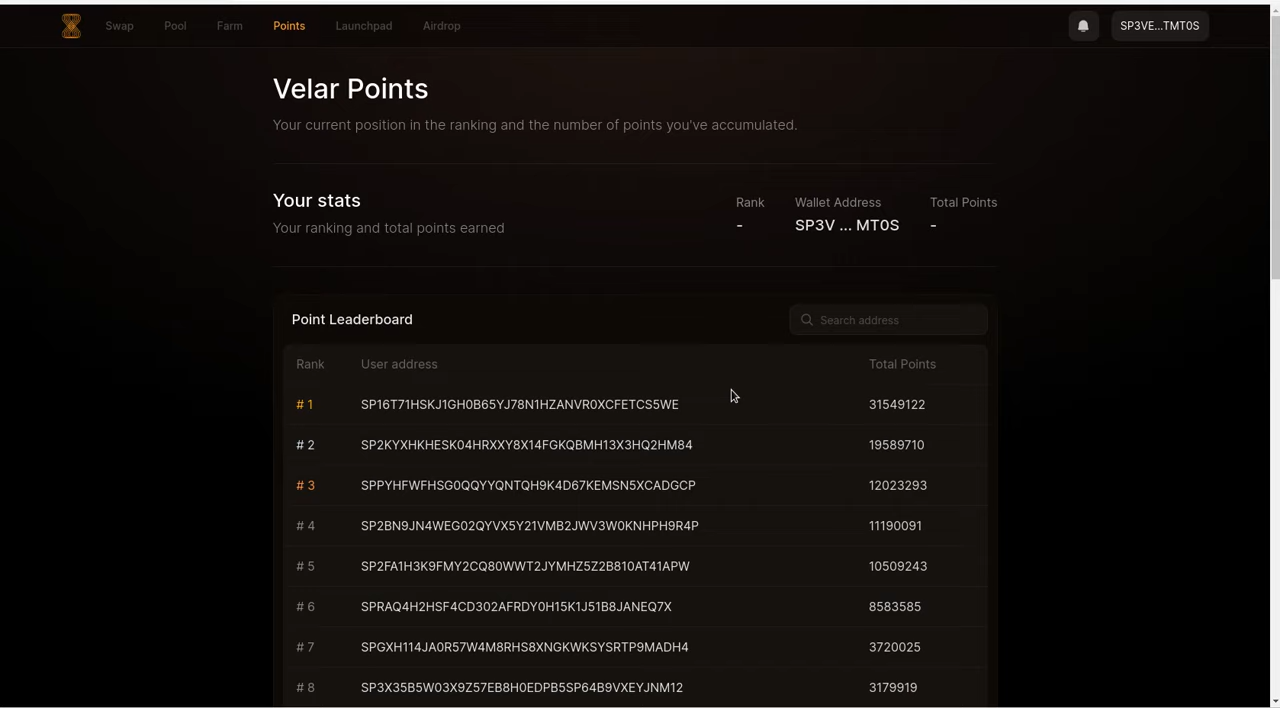 Swap Pool Farm Points Launchpad Airdrop SP3VE...TMT0S
Velar Points
Your current position in the ranking and the number of points you've accumulated.
Your stats
Your ranking and total points earned
Rank Wallet Address Total Points
- SP3V ... MT0S -
Point Leaderboard
Search address
Rank User address Total Points
# 1 SP16T71HSKJ1GH0B65YJ78N1HZANVR0XCFETCS5WE 31549122
# 2 SP2KYXHKHESK04HRXXY8X14FGKQBMH13X3HQ2HM84 19589710
# 3 SPPYHFWFHSG0QQYYQNTQH9K4D67KEMSN5XCADGCP 12023293
# 4 SP2BN9JN4WEG02QYVX5Y21VMB2JWV3W0KNHPH9R4P 11190091
# 5 SP2FA1H3K9FMY2CQ80WWT2JYMHZ5Z2B810AT41APW 10509243
# 6 SPRAQ4H2HSF4CD302AFRDY0H15K1J51B8JANEQ7X 8583585
# 7 SPGXH114JA0R57W4M8RHS8XNGKWKSYSRTP9MADH4 3720025
# 8 SP3X35B5W03X9Z57EB8H0EDPB5SP64B9VXEYJNM12 3179919